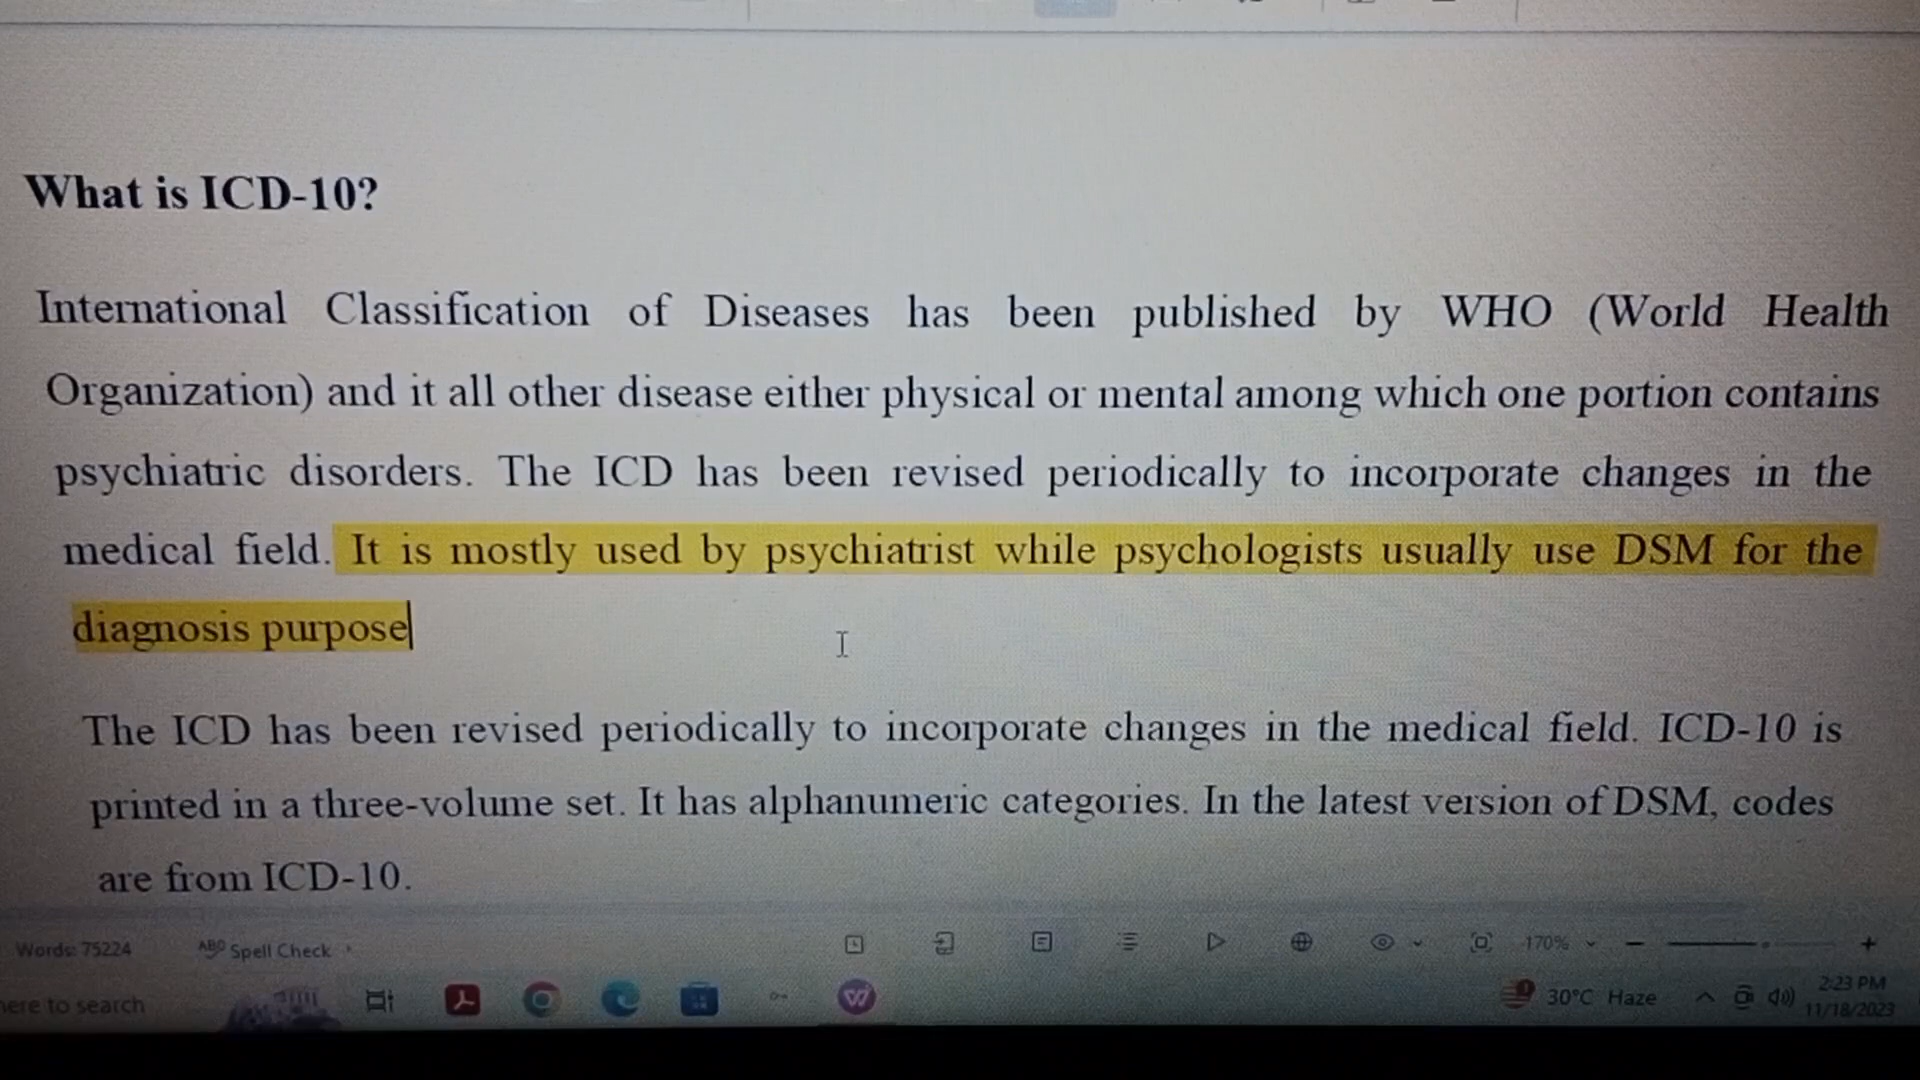 What is ICD-10?
International Classification of Diseases has been published by WHO (World Health
Organization) and it all other disease either physical or mental among which one portion contains
psychiatric disorders. The ICD has been revised periodically to incorporate changes in the
medical field. It is mostly used by psychiatrist while psychologists usually use DSM for the
diagnosis purpose
The ICD has been revised periodically to incorporate changes in the medical field. ICD-10 is
printed in a three-volume set. It has alphanumeric categories. In the latest version of DSM, codes
are from ICD-10.
Words: 75224 Spell Check 170%
here to search 30°C Haze 2:23 PM
11/18/2023